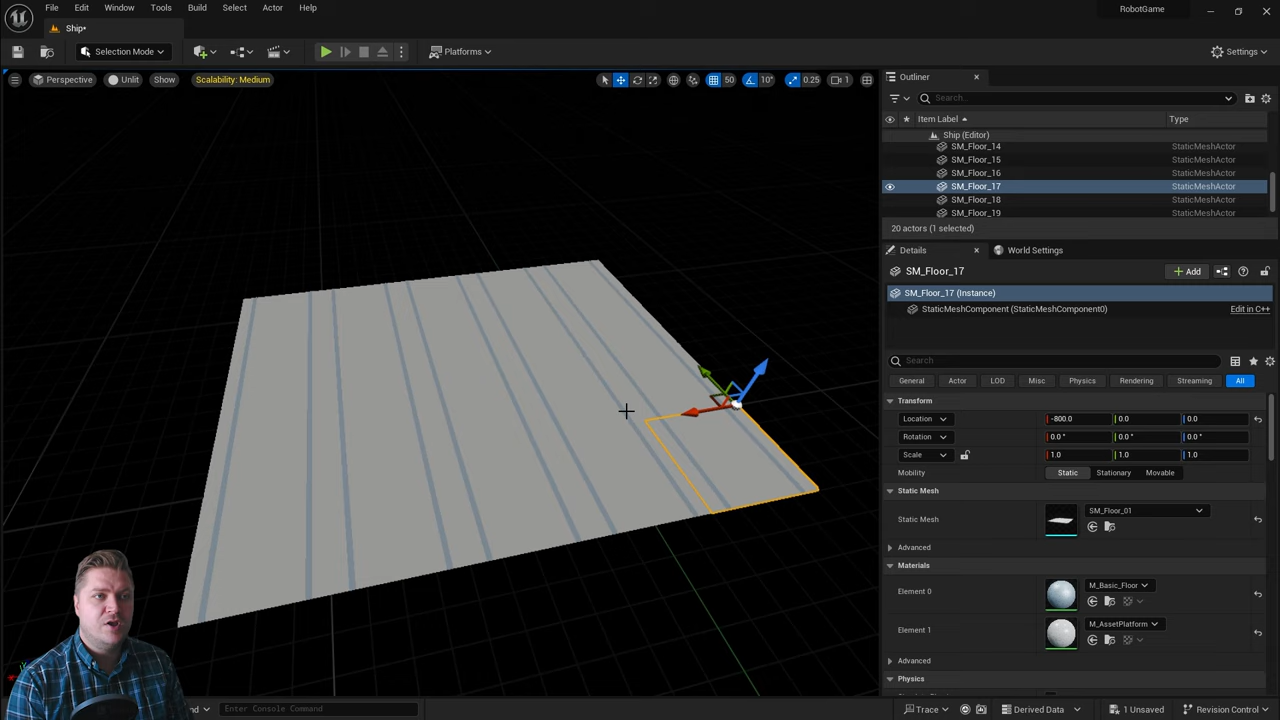 File Edit Window Tools Build Select Actor Help
RobotGame
Ship•
Selection Mode
Platforms
Settings
Perspective Unlit Show Scalability: Medium
50 10° 0.25 1
Outliner
Search...
Item Label Type
Ship (Editor)
SM_Floor_14 StaticMeshActor
SM_Floor_15 StaticMeshActor
SM_Floor_16 StaticMeshActor
SM_Floor_17 StaticMeshActor
SM_Floor_18 StaticMeshActor
SM_Floor_19 StaticMeshActor
20 actors (1 selected)
Details World Settings
SM_Floor_17
Add
SM_Floor_17 (Instance)
StaticMeshComponent (StaticMeshComponent0) Edit in C++
Search
General Actor LOD Misc Physics Rendering Streaming All
Transform
Location -800.0 0.0 0.0
Rotation 0.0 ° 0.0 ° 0.0 °
Scale 1.0 1.0 1.0
Mobility Static Stationary Movable
Static Mesh
SM_Floor_01
Static Mesh
Advanced
Materials
M_Basic_Floor
Element 0
M_AssetPlatform
Element 1
Advanced
Physics
Enter Console Command
Trace Derived Data 1 Unsaved Revision Control